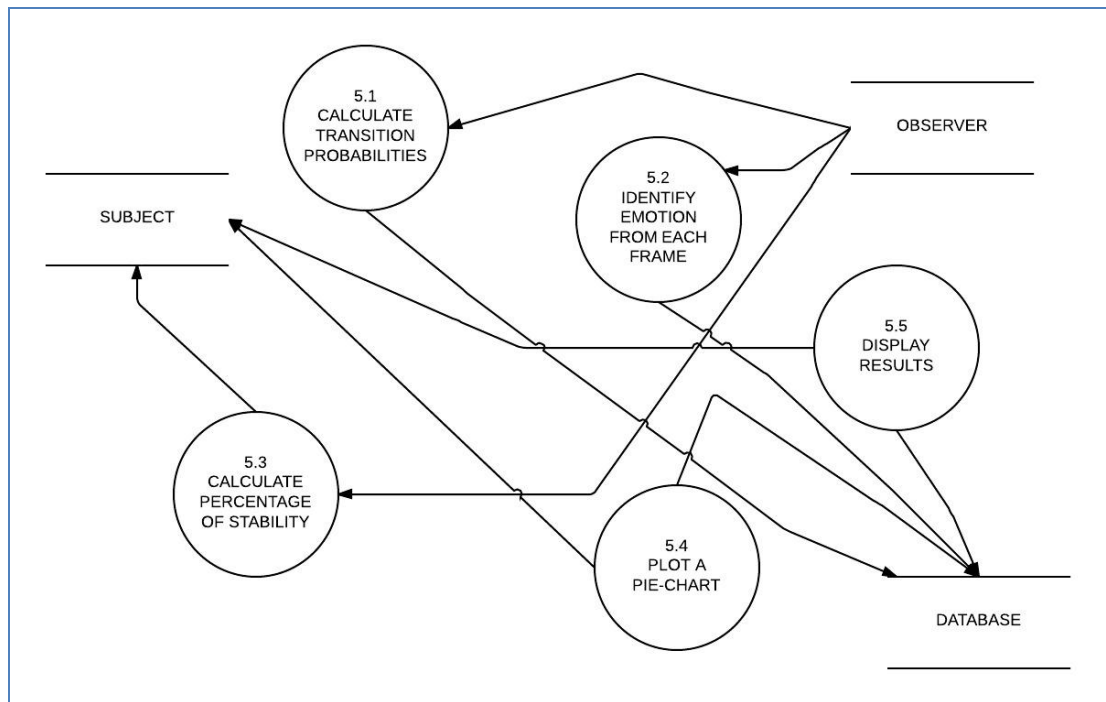 5.1
CALCULATE
TRANSITION
PROBABILITIES
OBSERVER
5.2
IDENTIFY
EMOTION
FROM EACH
FRAME
SUBJECT
5.5
DISPLAY
RESULTS
5.3
CALCULATE
PERCENTAGE
OF STABILITY
5.4
PLOT A
PIE-CHART
DATABASE